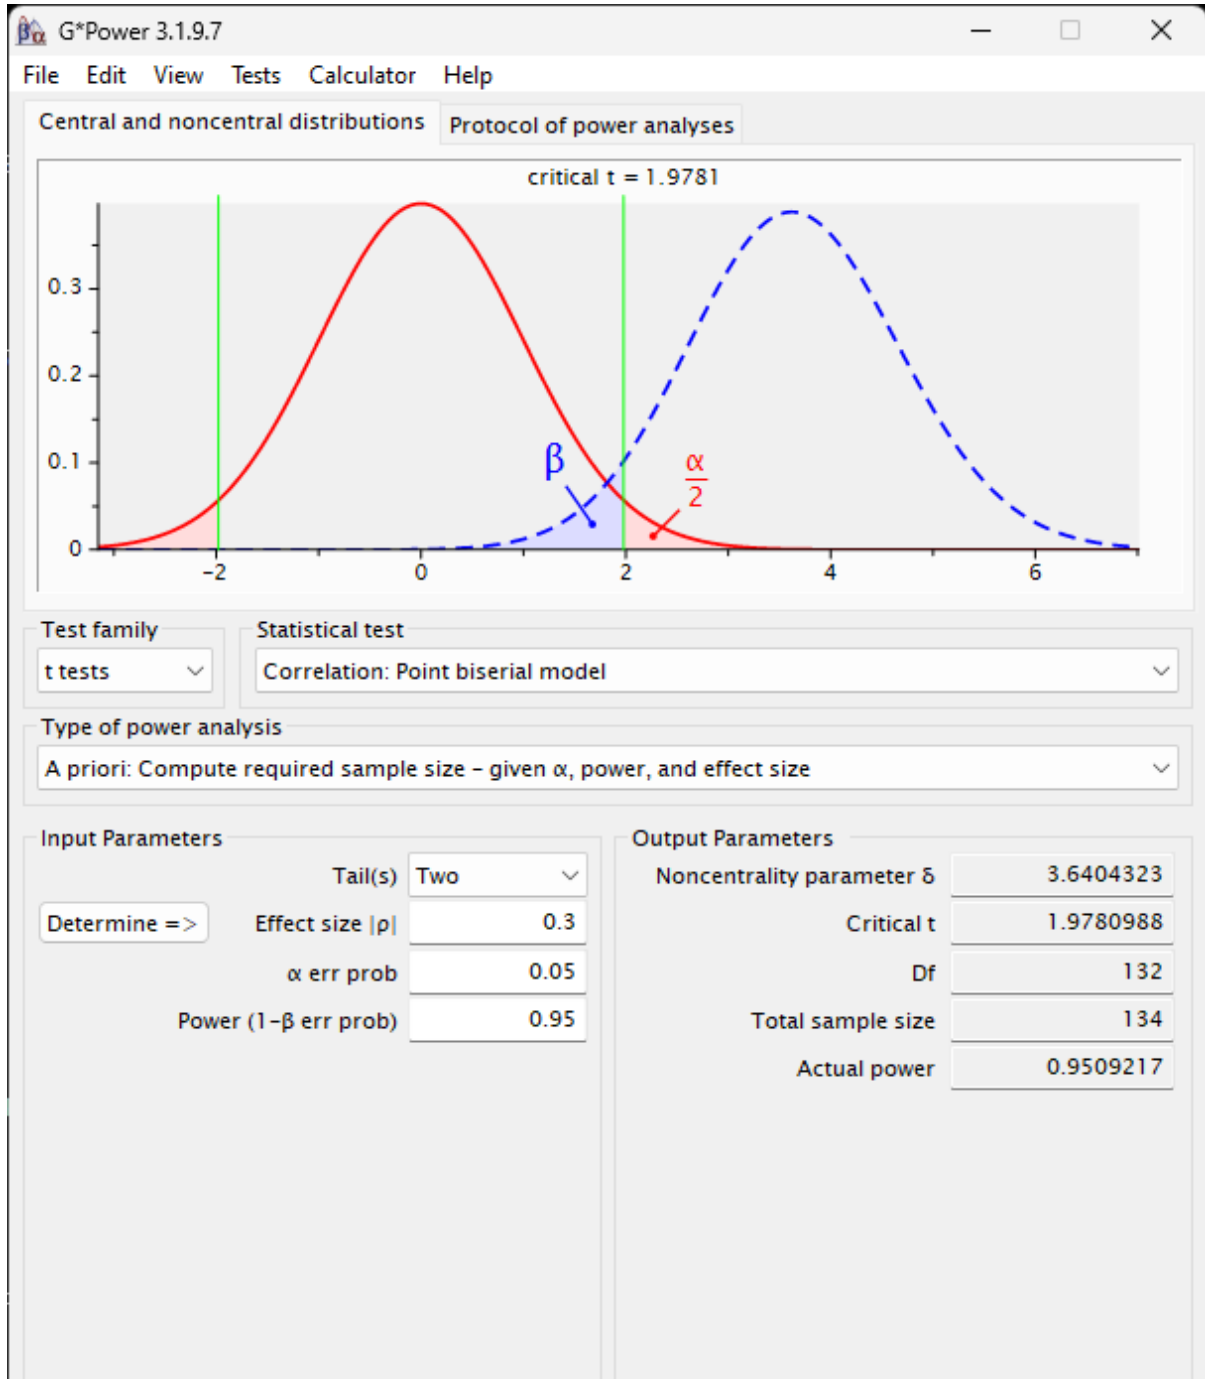 G*Power 3.1.9.7
File Edit View Tests Calculator Help
Central and noncentral distributions Protocol of power analyses
critical t = 1.9781
0.3
0.2
0.1
0
β
α
2
-2 0 2 4 6
Test family
t tests
Statistical test
Correlation: Point biserial model
Type of power analysis
A priori: Compute required sample size – given α, power, and effect size
Input Parameters
Tail(s) Two
Determine => Effect size |ρ| 0.3
α err prob 0.05
Power (1–β err prob) 0.95
Output Parameters
Noncentrality parameter δ 3.6404323
Critical t 1.9780988
Df 132
Total sample size 134
Actual power 0.9509217